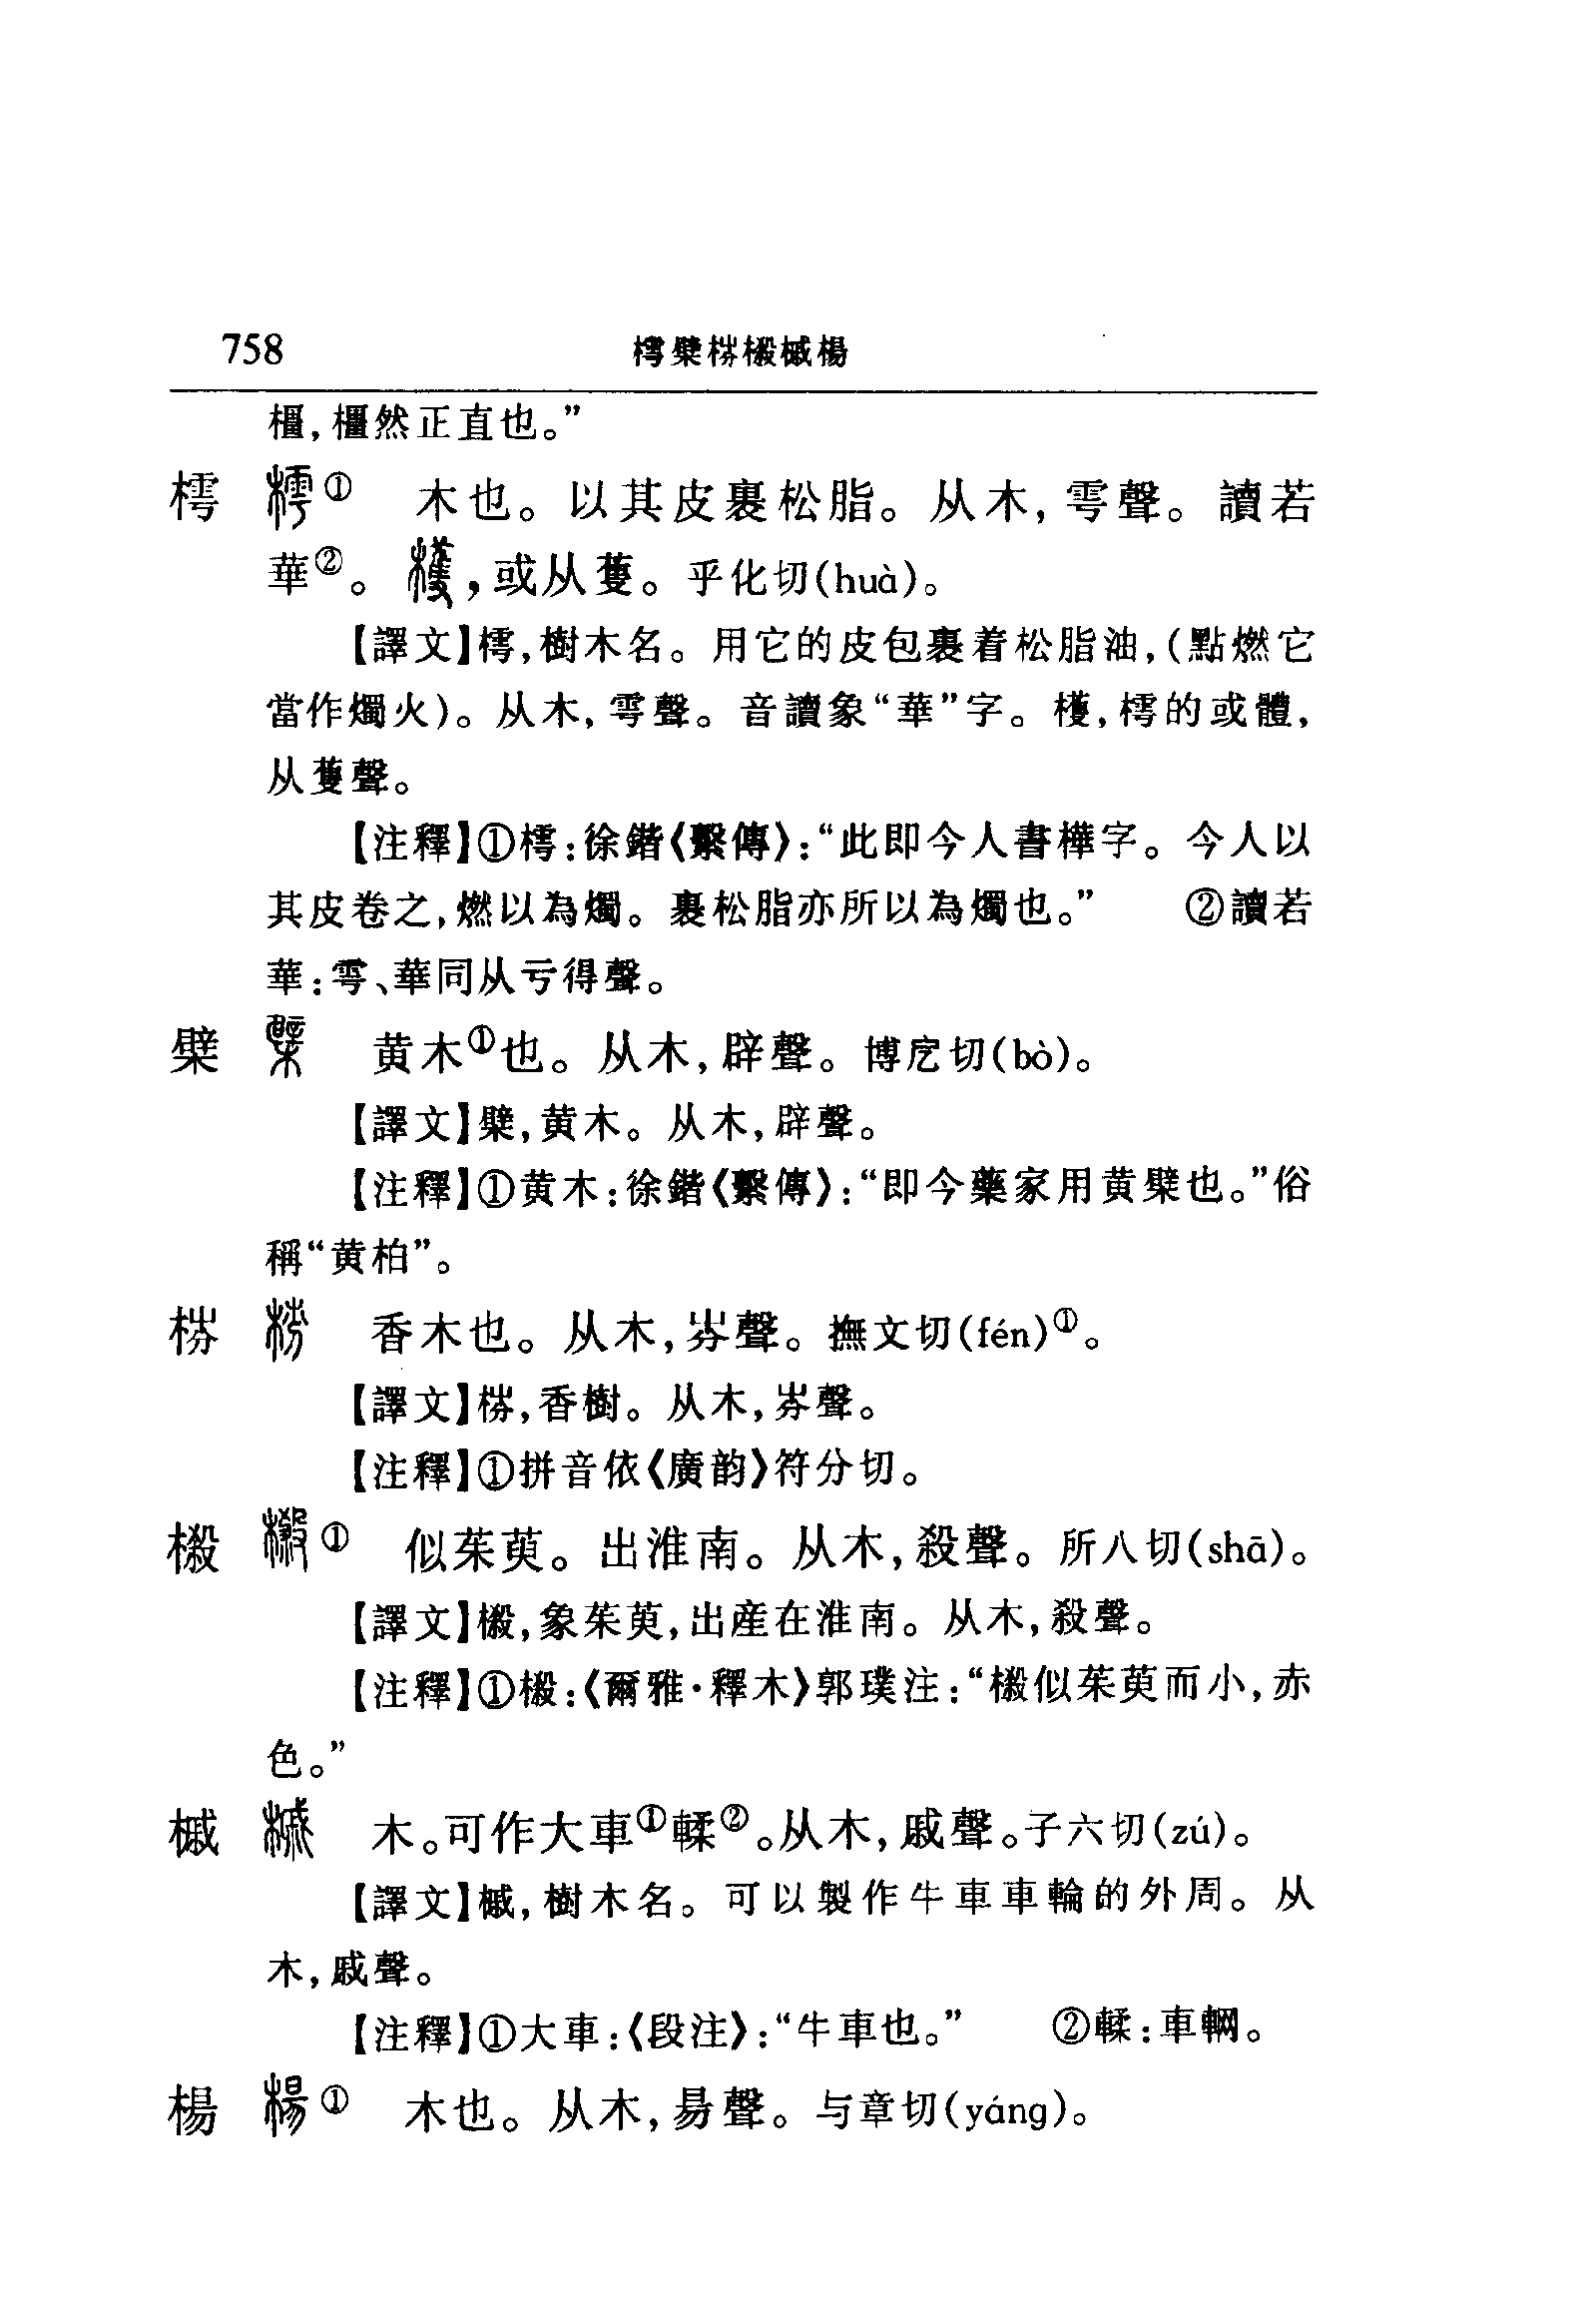 758 樗檗梤樧槭楊
橿,橿然正直也。”
樗 樗① 木也。以其皮裹松脂。从木,雩聲。讀若
華②。檴,或从蒦。乎化切(huà)。
【譯文】樗,樹木名。用它的皮包裹着松脂油,(點燃它
當作燭火)。从木,雩聲。音讀象“華”字。檴,樗的或體,
从蒦聲。
【注釋】①樗:徐鍇《繫傳》:“此即今人書樺字。今人以
其皮卷之,燃以為燭。裹松脂亦所以為燭也。” ②讀若
華:雩、華同从亏得聲。
檗 檗 黄木①也。从木,辟聲。博戹切(bò)。
【譯文】檗,黄木。从木,辟聲。
【注釋】①黄木:徐鍇《繫傳》:“即今藥家用黄檗也。”俗
稱“黄柏”。
梤 梤 香木也。从木,岎聲。撫文切(fén)①。
【譯文】梤,香樹。从木,岎聲。
【注釋】①拼音依《廣韵》符分切。
樧 樧① 似茱萸。出淮南。从木,殺聲。所八切(shā)。
【譯文】樧,象茱萸,出産在淮南。从木,殺聲。
【注釋】①樧:《爾雅·釋木》郭璞注:“樧似茱萸而小,赤
色。”
槭 槭 木。可作大車①輮②。从木,戚聲。子六切(zú)。
【譯文】槭,樹木名。可以製作牛車車輪的外周。从
木,戚聲。
【注釋】①大車:《段注》:“牛車也。” ②輮:車輞。
楊 楊① 木也。从木,昜聲。与章切(yáng)。